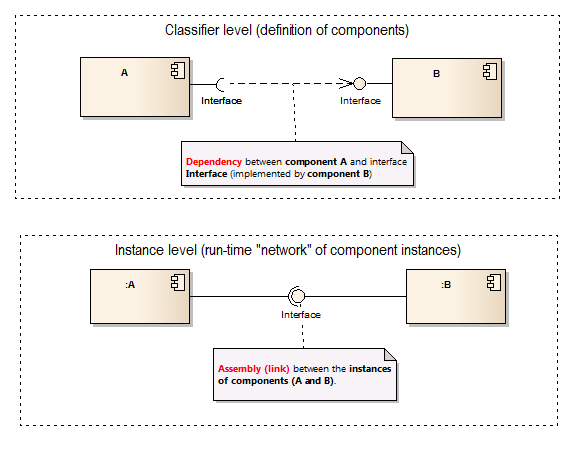 Classifier level (definition of components)
A
B
Interface
Interface
Dependency between component A and interface
Interface (implemented by component B)
Instance level (run-time "network" of component instances)
:A
:B
Interface
Assembly (link) between the instances
of components (A and B).